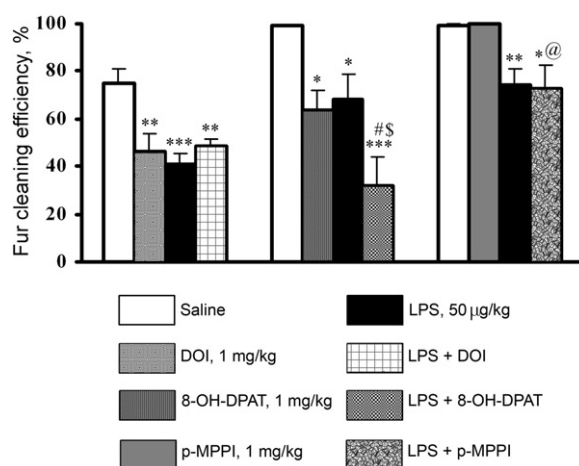 Fur cleaning efficiency, %
100
80
60
40
20
0
**
***
**
*
*
#$
***
**
*@
Saline
LPS, 50 µg/kg
DOI, 1 mg/kg
LPS + DOI
8-OH-DPAT, 1 mg/kg
LPS + 8-OH-DPAT
p-MPPI, 1 mg/kg
LPS + p-MPPI